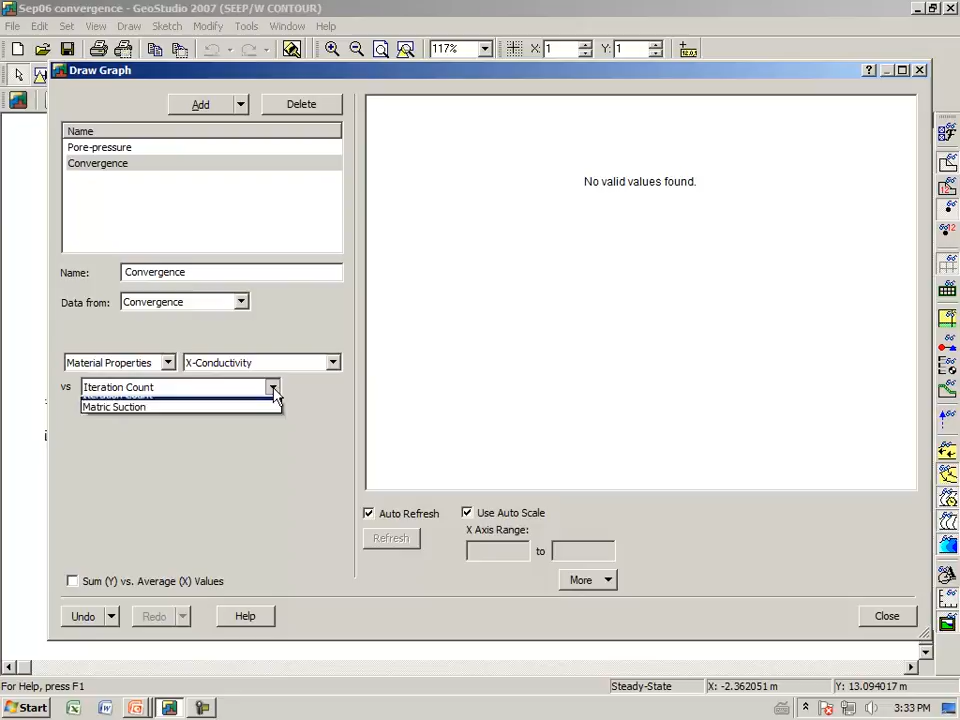 Sep06 convergence - GeoStudio 2007 (SEEP/W CONTOUR)
File Edit Set View Draw Sketch Modify Tools Window Help
117% X: 1 Y: 1
Draw Graph
Add Delete
Name
Pore-pressure
Convergence
No valid values found.
Name: Convergence
Data from: Convergence
Material Properties X-Conductivity
vs Iteration Count
Matric Suction
Auto Refresh Use Auto Scale
X Axis Range:
Refresh to
More
Sum (Y) vs. Average (X) Values
Undo Redo Help Close
For Help, press F1 Steady-State X: -2.362051 m Y: 13.094017 m
Start 3:33 PM